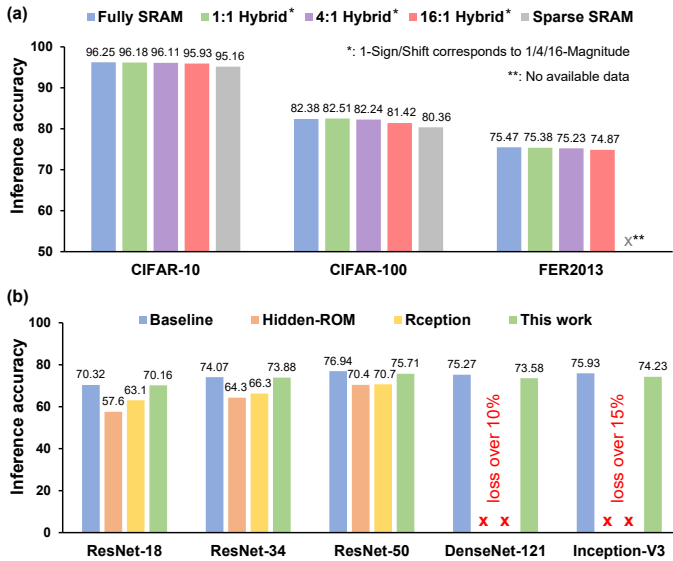 (a)
Fully SRAM 1:1 Hybrid* 4:1 Hybrid* 16:1 Hybrid* Sparse SRAM
*: 1-Sign/Shift corresponds to 1/4/16-Magnitude
**: No available data
Inference accuracy
100
90
80
70
60
50
96.25 96.18 96.11 95.93 95.16
82.38 82.51 82.24 81.42 80.36
75.47 75.38 75.23 74.87
x**
CIFAR-10 CIFAR-100 FER2013
(b)
Baseline Hidden-ROM Rception This work
Inference accuracy
100
80
60
40
20
0
70.32 57.6 63.1 70.16
74.07 64.3 66.3 73.88
76.94 70.4 70.7 75.71
75.27 x x loss over 10% 73.58
75.93 x x loss over 15% 74.23
ResNet-18 ResNet-34 ResNet-50 DenseNet-121 Inception-V3